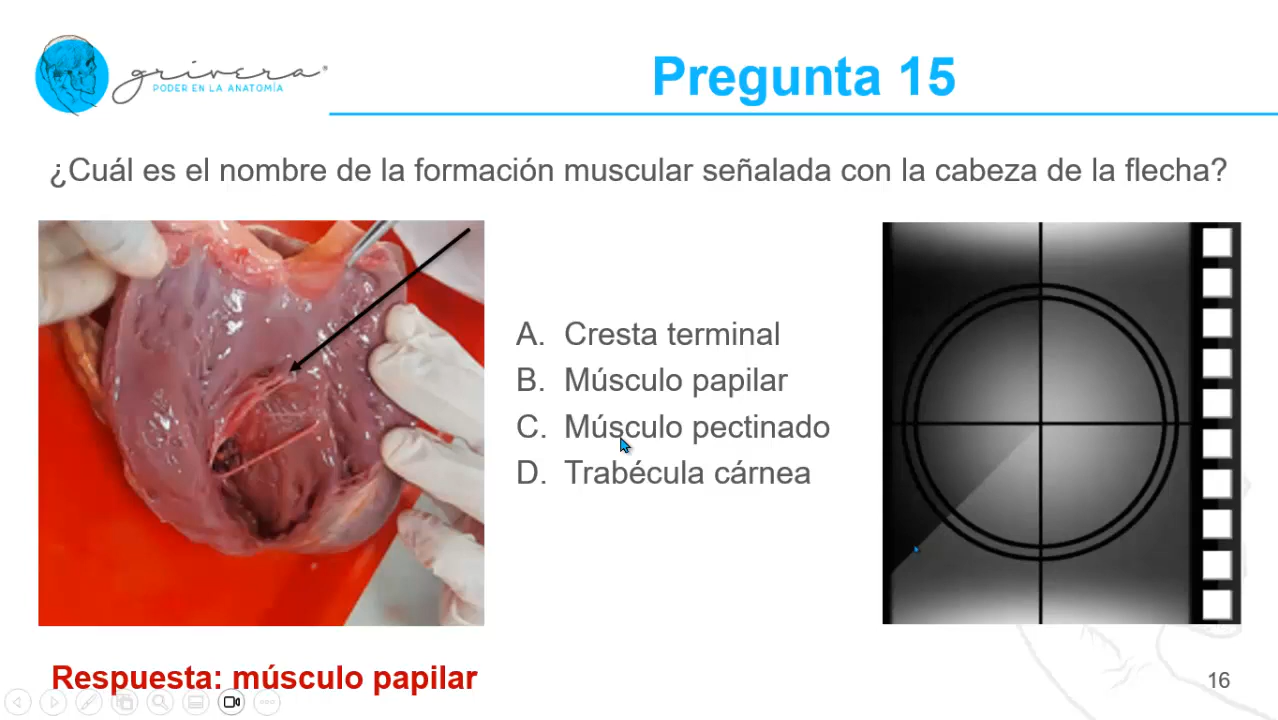 grivera®
PODER EN LA ANATOMÍA
Pregunta 15
¿Cuál es el nombre de la formación muscular señalada con la cabeza de la flecha?
A. Cresta terminal
B. Músculo papilar
C. Músculo pectinado
D. Trabécula cárnea
Respuesta: músculo papilar
16